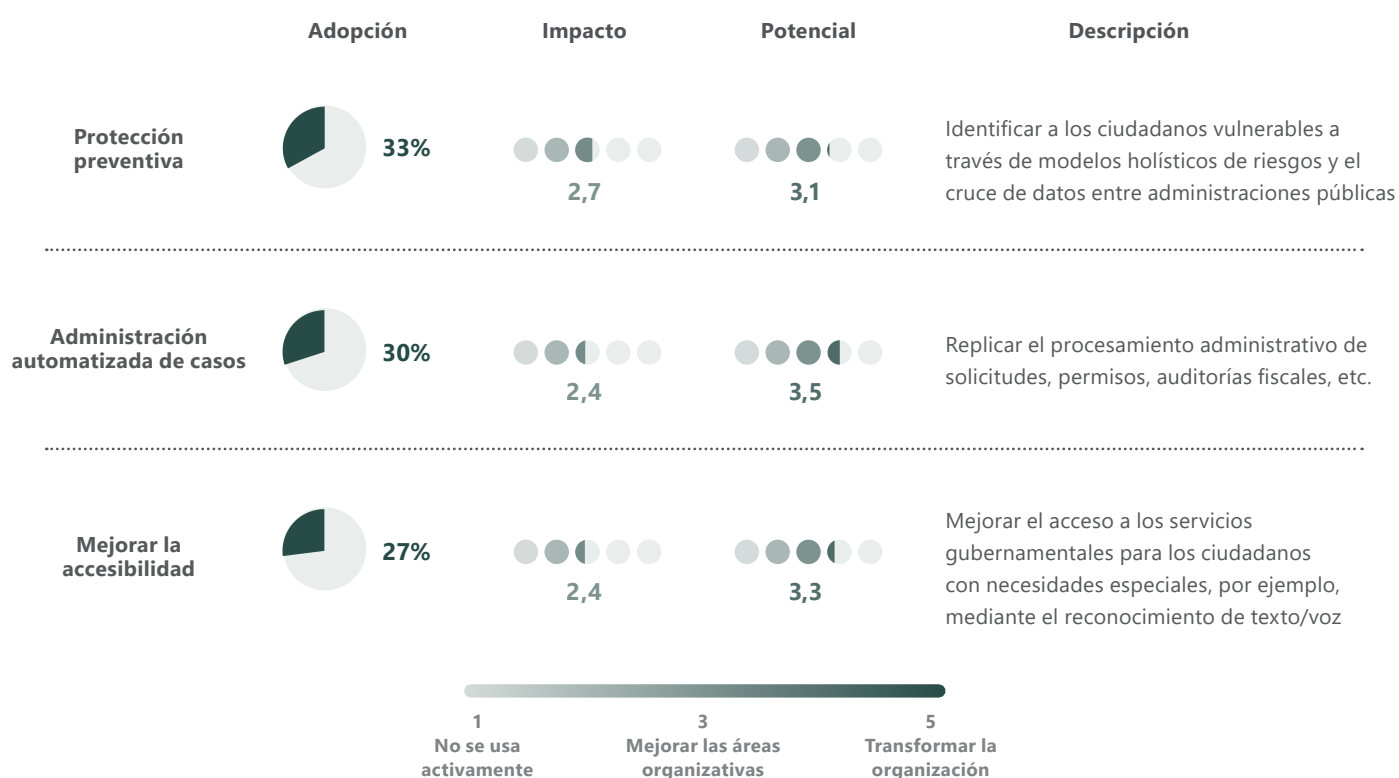 Adopción Impacto Potencial Descripción
Protección
preventiva
33%
2,7
3,1
Identificar a los ciudadanos vulnerables a
través de modelos holísticos de riesgos y el
cruce de datos entre administraciones públicas
Administración
automatizada de casos
30%
2,4
3,5
Replicar el procesamiento administrativo de
solicitudes, permisos, auditorías fiscales, etc.
Mejorar la
accesibilidad
27%
2,4
3,3
Mejorar el acceso a los servicios
gubernamentales para los ciudadanos
con necesidades especiales, por ejemplo,
mediante el reconocimiento de texto/voz
1
No se usa
activamente
3
Mejorar las áreas
organizativas
5
Transformar la
organización